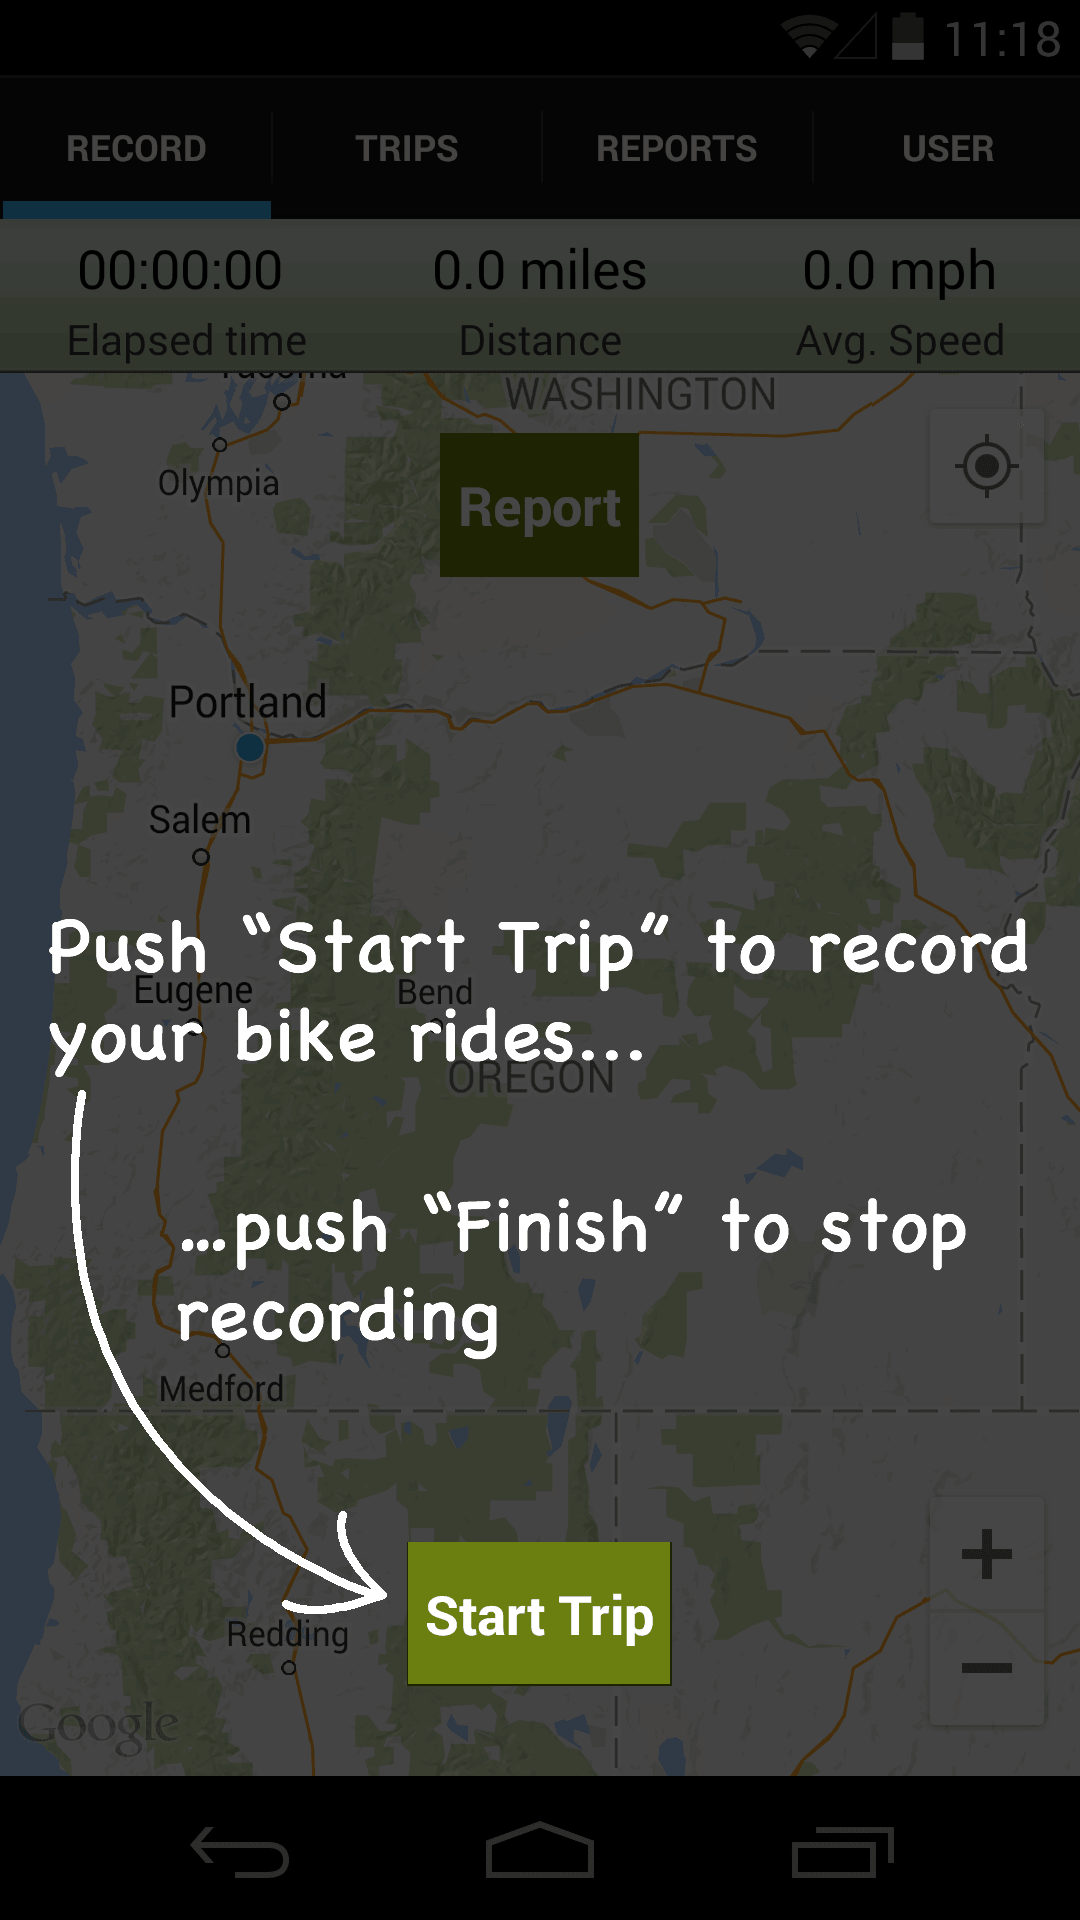 11:18
RECORD TRIPS REPORTS USER
00:00:00 0.0 miles 0.0 mph
Elapsed time Distance Avg. Speed
Tacoma
WASHINGTON
Olympia
Report
Portland
Salem
Push “Start Trip” to record
Eugene Bend
your bike rides...
OREGON
...push “Finish” to stop
recording
Medford
Start Trip
Redding
Google